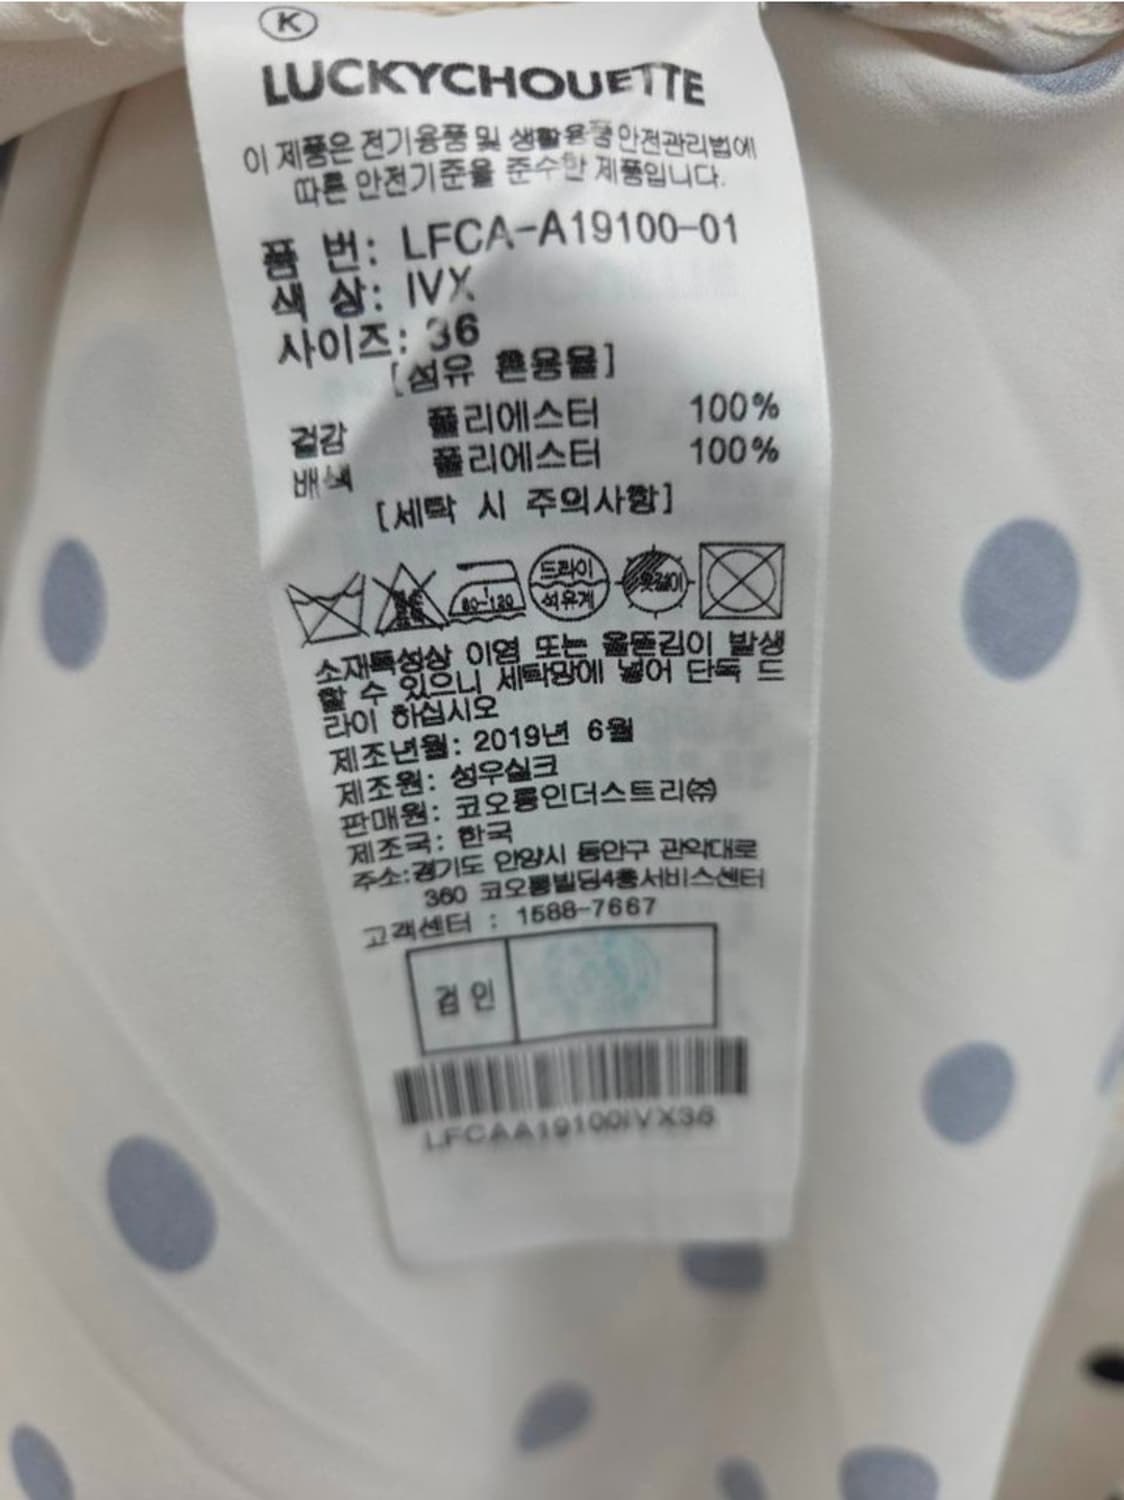 K
LUCKYCHOUETTE
이 제품은 전기용품 및 생활용품안전관리법에
따른 안전기준을 준수한 제품입니다.
품 번: LFCA-A19100-01
색 상: IVX
사이즈: 36
[섬유 혼용율]
겉감 폴리에스터 100%
배색 폴리에스터 100%
[세탁 시 주의사항]
80-120 드라이 석유계 옷걸이
소재특성상 이염 또는 올뜯김이 발생
할 수 있으니 세탁망에 넣어 단독 드
라이 하십시오
제조년월: 2019년 6월
제조원: 성우실크
판매원: 코오롱인더스트리㈜
제조국: 한국
주소:경기도 안양시 동안구 관악대로
360 코오롱빌딩4층서비스센터
고객센터 : 1588-7667
검 인
LFCAA19100IVX36